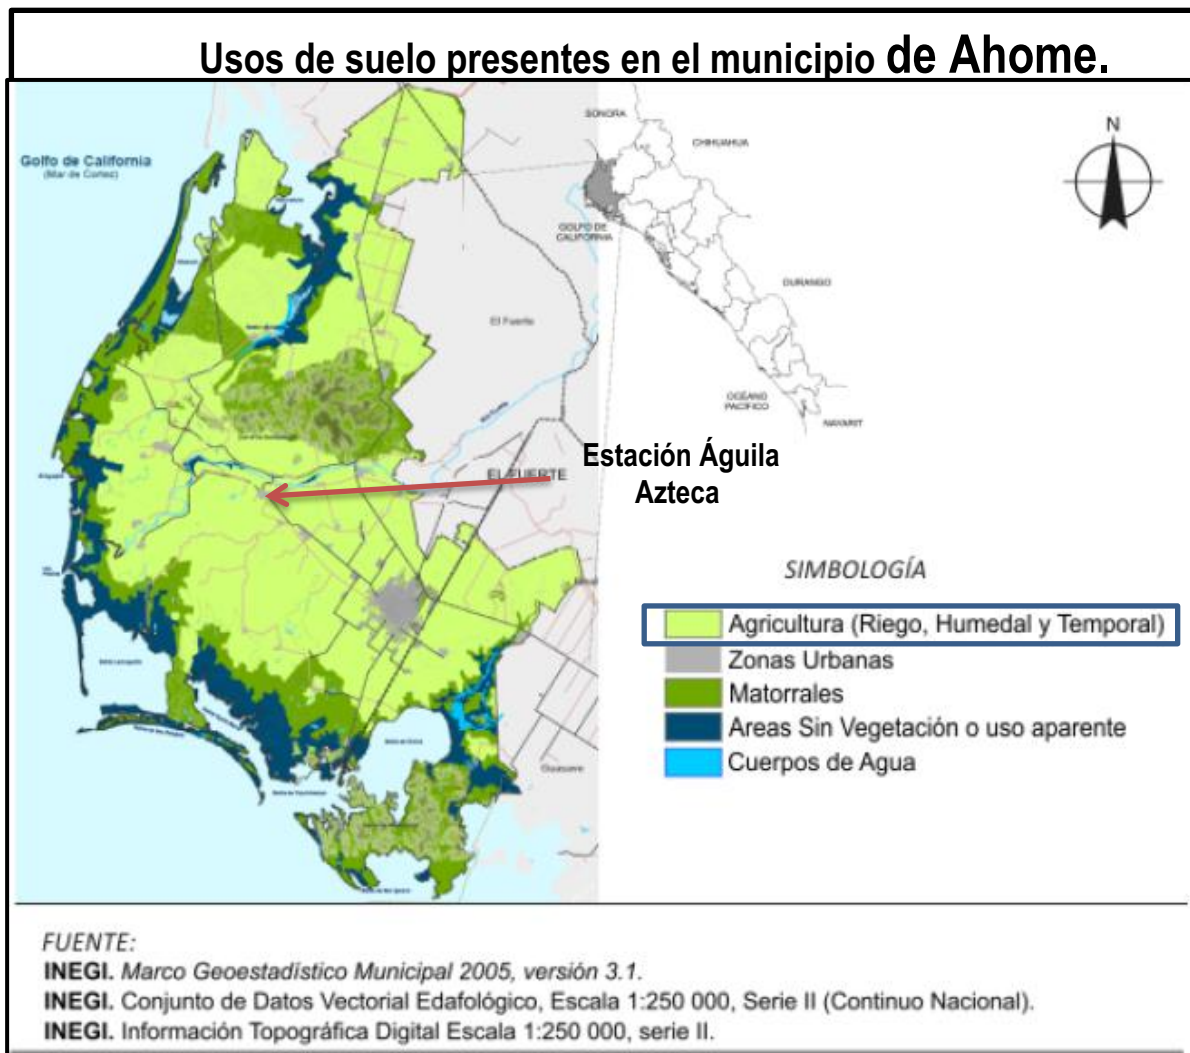 Usos de suelo presentes en el municipio de Ahome.
Golfo de California
(Mar de Cortez)
SONORA
CHIHUAHUA
N
GOLFO DE
CALIFORNIA
DURANGO
El Fuerte
OCÉANO
PACÍFICO
NAYARIT
EL FUERTE
Estación Águila
Azteca
SIMBOLOGÍA
Agricultura (Riego, Humedal y Temporal)
Zonas Urbanas
Matorrales
Areas Sin Vegetación o uso aparente
Cuerpos de Agua
FUENTE:
INEGI. Marco Geoestadístico Municipal 2005, versión 3.1.
INEGI. Conjunto de Datos Vectorial Edafológico, Escala 1:250 000, Serie II (Continuo Nacional).
INEGI. Información Topográfica Digital Escala 1:250 000, serie II.